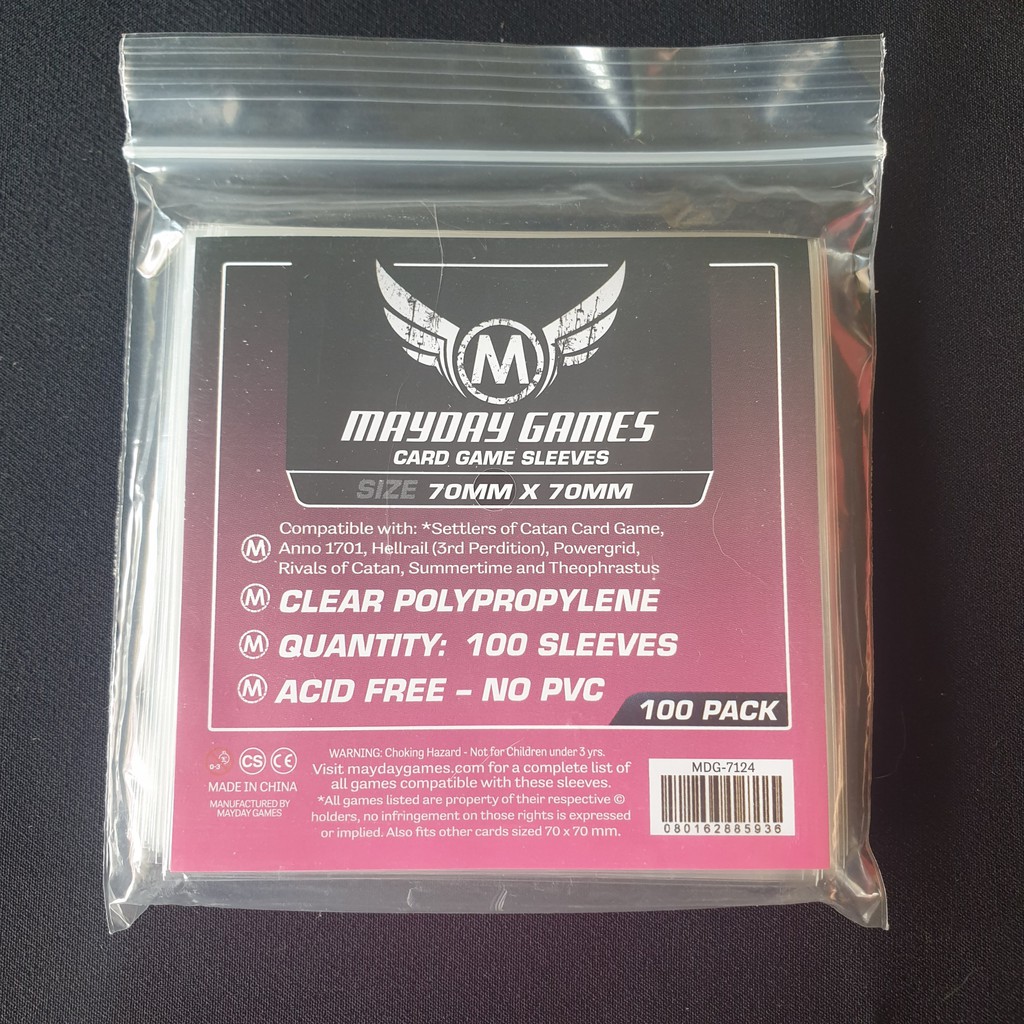 M
MAYDAY GAMES
CARD GAME SLEEVES
SIZE 70MM X 70MM
Compatible with: *Settlers of Catan Card Game,
M Anno 1701, Hellrail (3rd Perdition), Powergrid,
Rivals of Catan, Summertime and Theophrastus
M CLEAR POLYPROPYLENE
M QUANTITY: 100 SLEEVES
M ACID FREE – NO PVC
100 PACK
0-3 CS CE
MADE IN CHINA
MANUFACTURED BY
MAYDAY GAMES
WARNING: Choking Hazard - Not for Children under 3 yrs.
Visit maydaygames.com for a complete list of
all games compatible with these sleeves.
*All games listed are property of their respective ©
holders, no infringement on those rights is expressed
or implied. Also fits other cards sized 70 x 70 mm.
MDG-7124
080162885936